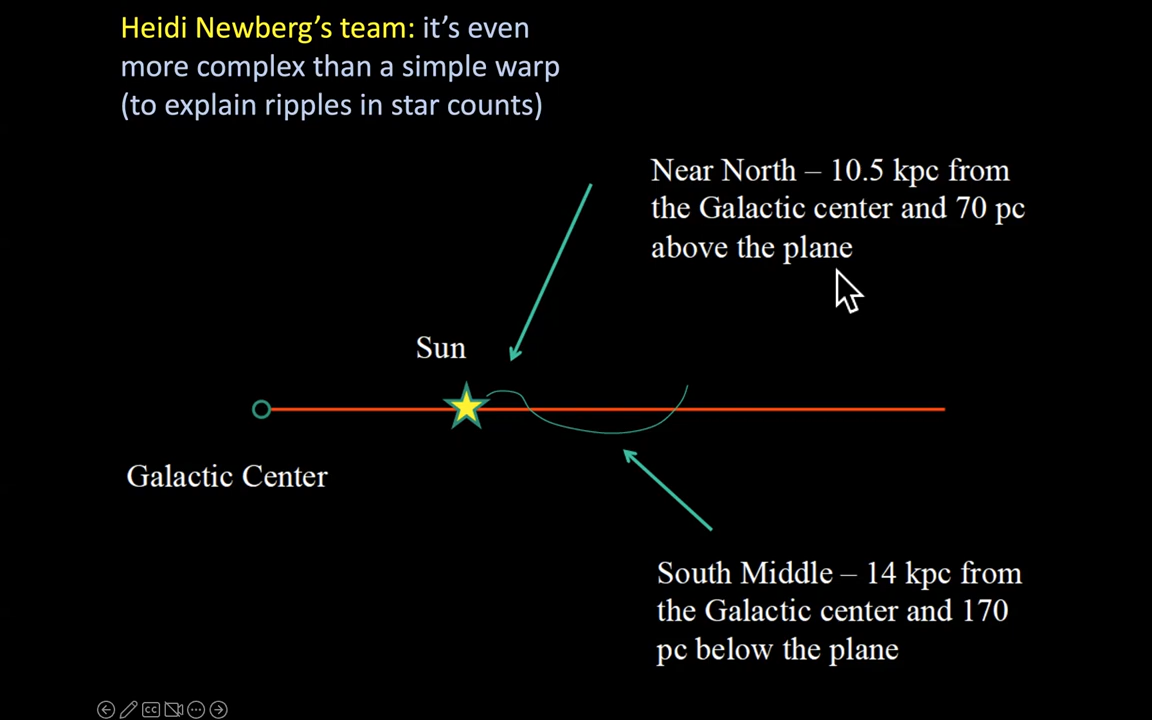 Heidi Newberg’s team: it’s even
more complex than a simple warp
(to explain ripples in star counts)
Near North – 10.5 kpc from
the Galactic center and 70 pc
above the plane
Sun
Galactic Center
South Middle – 14 kpc from
the Galactic center and 170
pc below the plane
CC